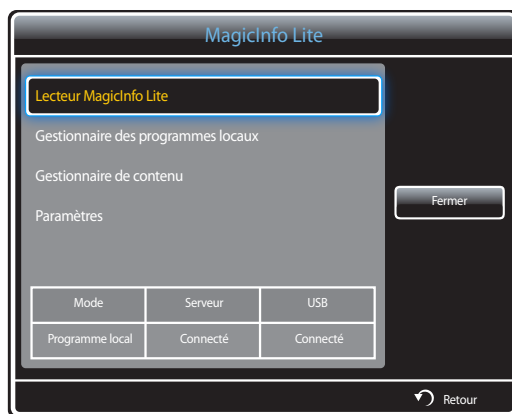 MagicInfo Lite
Lecteur MagicInfo Lite
Gestionnaire des programmes locaux
Gestionnaire de contenu
Paramètres
Fermer
Mode Serveur USB
Programme local Connecté Connecté
Retour